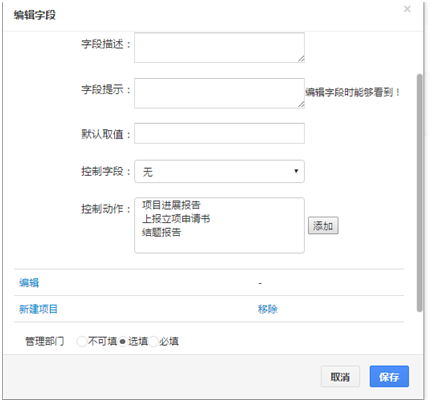 编辑字段 ×
字段描述：
字段提示： 编辑字段时能够看到！
默认取值：
控制字段： 无
控制动作： 项目进展报告
上报立项申请书
结题报告
添加
编辑 -
新建项目 移除
管理部门 不可填 选填 必填
取消 保存